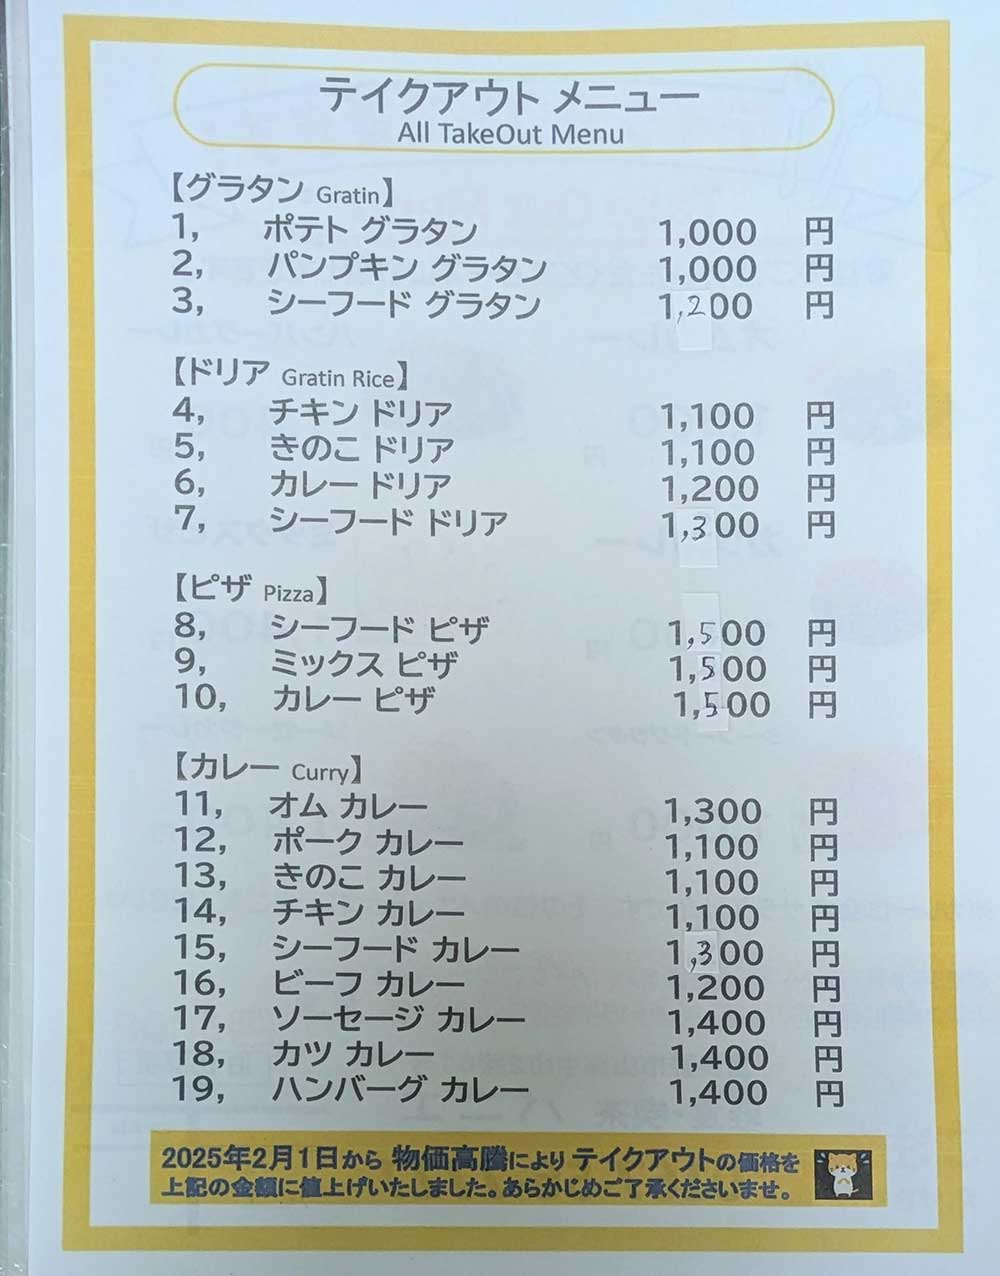 テイクアウト メニュー
All TakeOut Menu
【グラタン Gratin】
1, ポテト グラタン 1,000 円
2, パンプキン グラタン 1,000 円
3, シーフード グラタン 1,200 円
【ドリア Gratin Rice】
4, チキン ドリア 1,100 円
5, きのこ ドリア 1,100 円
6, カレー ドリア 1,200 円
7, シーフード ドリア 1,300 円
【ピザ Pizza】
8, シーフード ピザ 1,500 円
9, ミックス ピザ 1,500 円
10, カレー ピザ 1,500 円
【カレー Curry】
11, オム カレー 1,300 円
12, ポーク カレー 1,100 円
13, きのこ カレー 1,100 円
14, チキン カレー 1,100 円
15, シーフード カレー 1,300 円
16, ビーフ カレー 1,200 円
17, ソーセージ カレー 1,400 円
18, カツ カレー 1,400 円
19, ハンバーグ カレー 1,400 円
2025年2月1日から 物価高騰により テイクアウトの価格を
上記の金額に値上げいたしました。あらかじめご了承くださいませ。